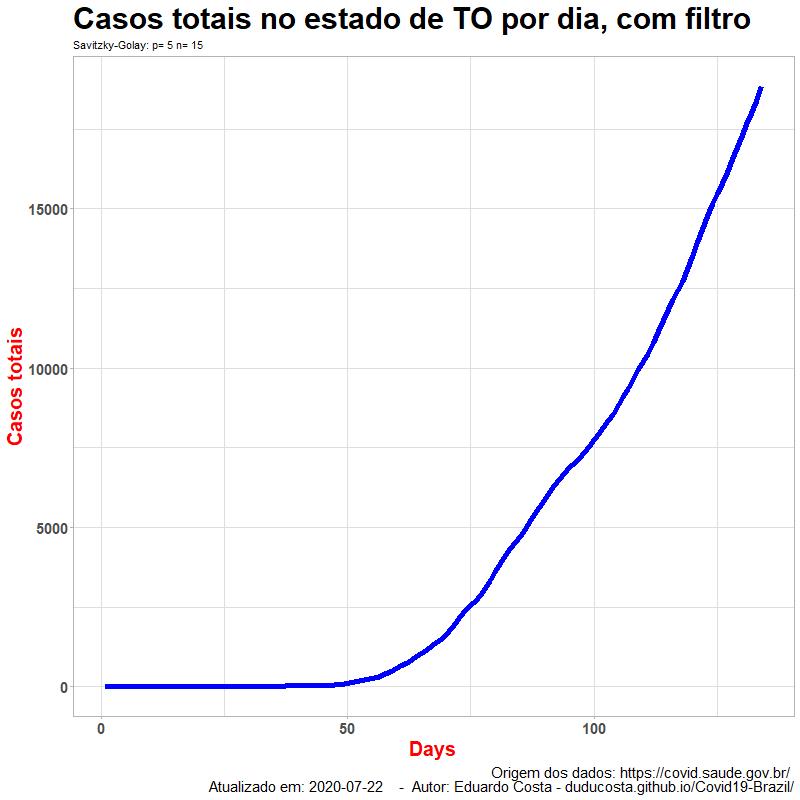 Casos totais no estado de TO por dia, com filtro
Savitzky-Golay: p= 5 n= 15
Casos totais
15000
10000
5000
0
0
50
100
Days
Origem dos dados: https://covid.saude.gov.br/
Atualizado em: 2020-07-22 - Autor: Eduardo Costa - duducosta.github.io/Covid19-Brazil/